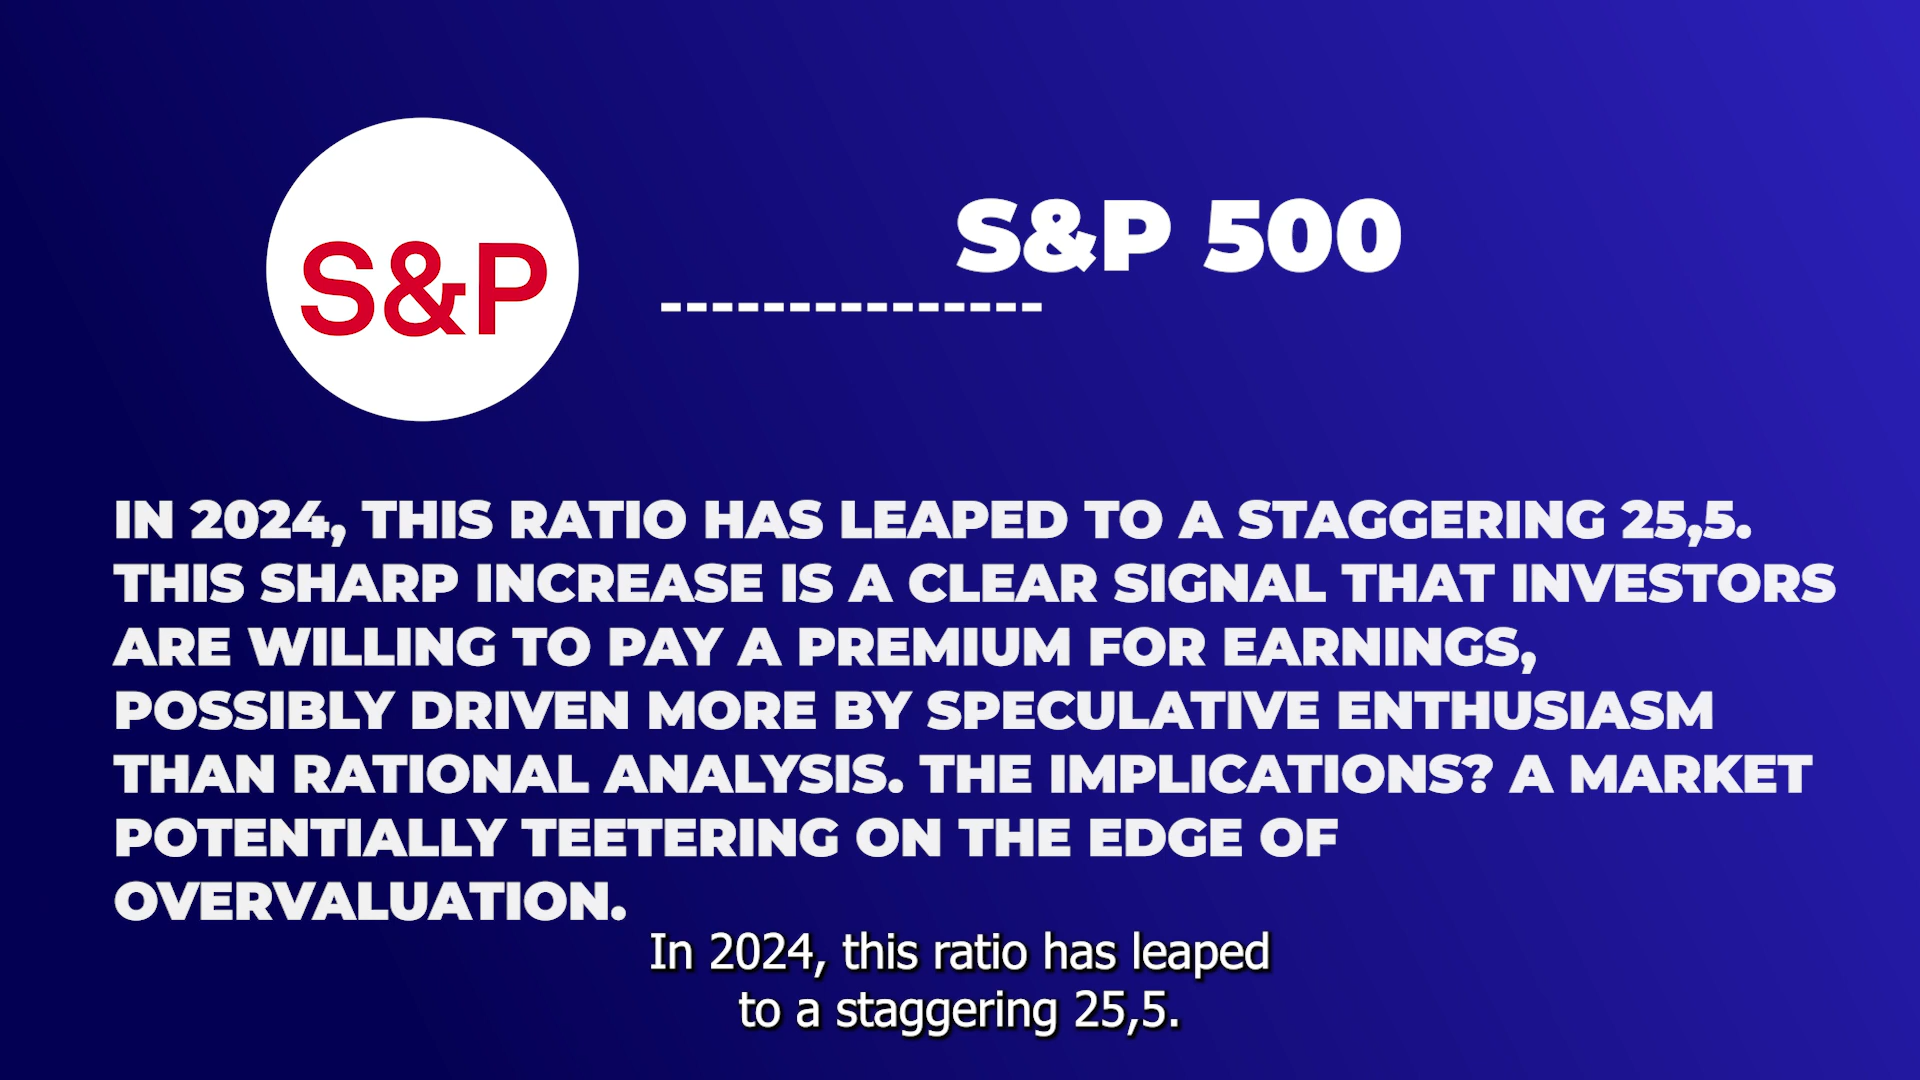 S&P
S&P 500
IN 2024, THIS RATIO HAS LEAPED TO A STAGGERING 25,5.
THIS SHARP INCREASE IS A CLEAR SIGNAL THAT INVESTORS
ARE WILLING TO PAY A PREMIUM FOR EARNINGS,
POSSIBLY DRIVEN MORE BY SPECULATIVE ENTHUSIASM
THAN RATIONAL ANALYSIS. THE IMPLICATIONS? A MARKET
POTENTIALLY TEETERING ON THE EDGE OF
OVERVALUATION.
In 2024, this ratio has leaped
to a staggering 25,5.